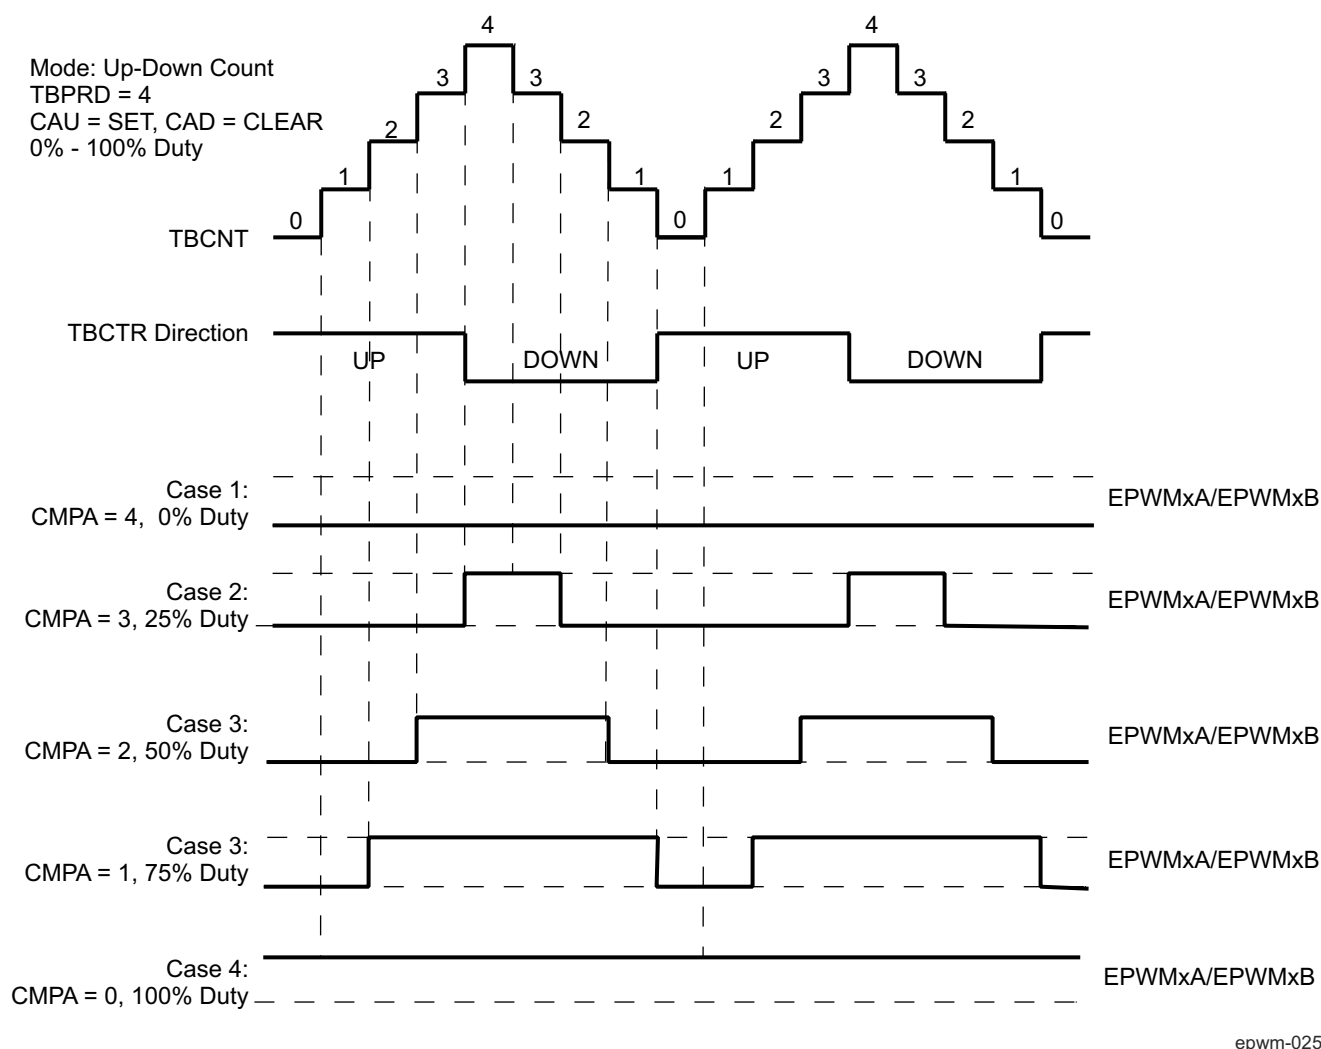 4
4
Mode: Up-Down Count
TBPRD = 4
CAU = SET, CAD = CLEAR
0% - 100% Duty
3
3
3
3
2
2
2
2
1
1
1
1
0
0
0
TBCNT
TBCTR Direction
UP
DOWN
UP
DOWN
Case 1:
CMPA = 4, 0% Duty
EPWMxA/EPWMxB
Case 2:
CMPA = 3, 25% Duty
EPWMxA/EPWMxB
Case 3:
CMPA = 2, 50% Duty
EPWMxA/EPWMxB
Case 3:
CMPA = 1, 75% Duty
EPWMxA/EPWMxB
Case 4:
CMPA = 0, 100% Duty
EPWMxA/EPWMxB
epwm-025